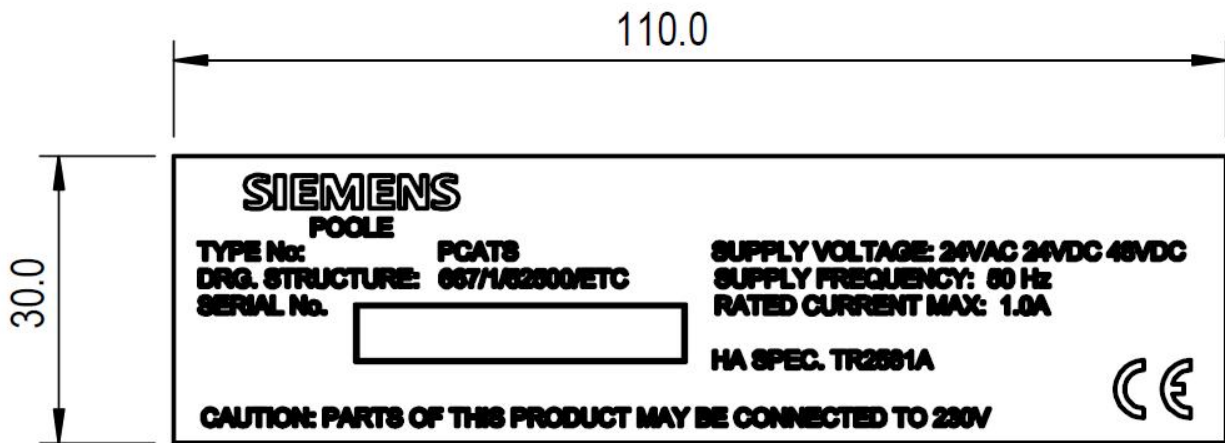 110.0
30.0
SIEMENS
POOLE
TYPE No: PCATS
DRG. STRUCTURE: 667/1/52500/ETC
SERIAL No.
SUPPLY VOLTAGE: 24VAC 24VDC 48VDC
SUPPLY FREQUENCY: 50 Hz
RATED CURRENT MAX: 1.0A
HA SPEC. TR2581A
CE
CAUTION: PARTS OF THIS PRODUCT MAY BE CONNECTED TO 230V